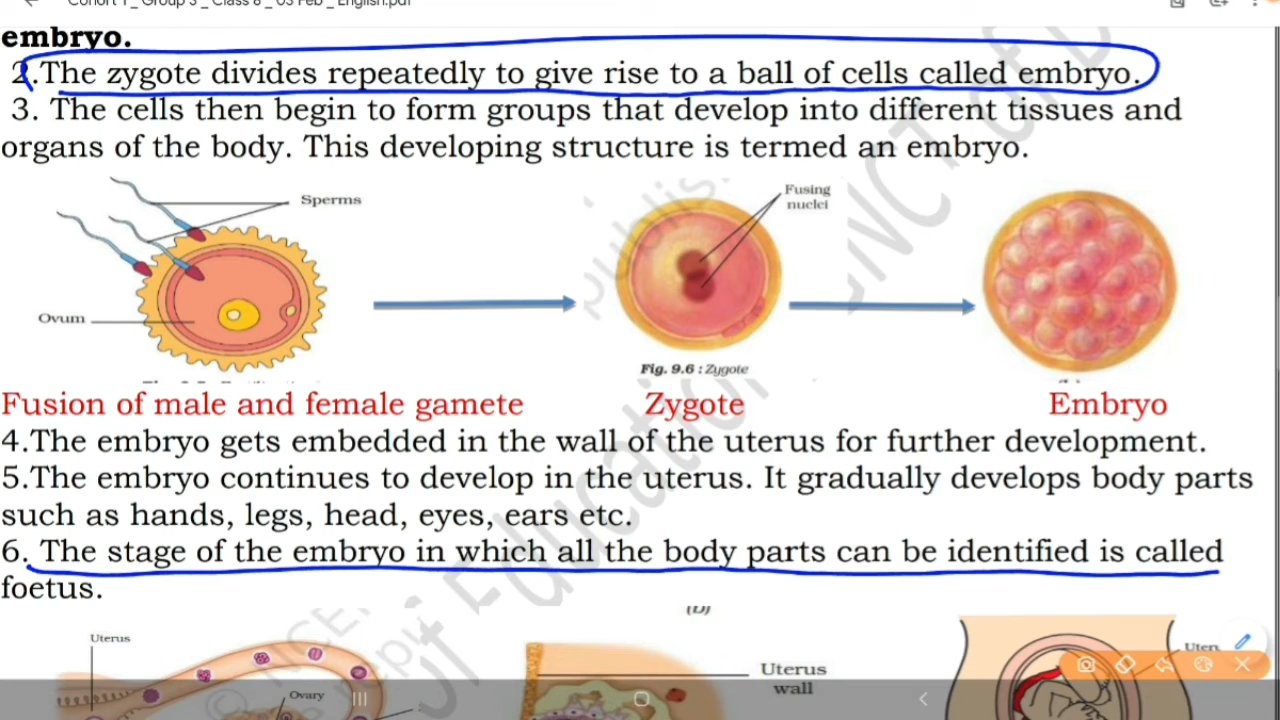 embryo.
2.The zygote divides repeatedly to give rise to a ball of cells called embryo.
3. The cells then begin to form groups that develop into different tissues and
organs of the body. This developing structure is termed an embryo.
Sperms
Fusing
nuclei
Ovum
Fig. 9.6 : Zygote
Fusion of male and female gamete
Zygote
Embryo
4.The embryo gets embedded in the wall of the uterus for further development.
5.The embryo continues to develop in the uterus. It gradually develops body parts
such as hands, legs, head, eyes, ears etc.
6. The stage of the embryo in which all the body parts can be identified is called
foetus.
(D)
Uterus
Ovary
Uterus
wall